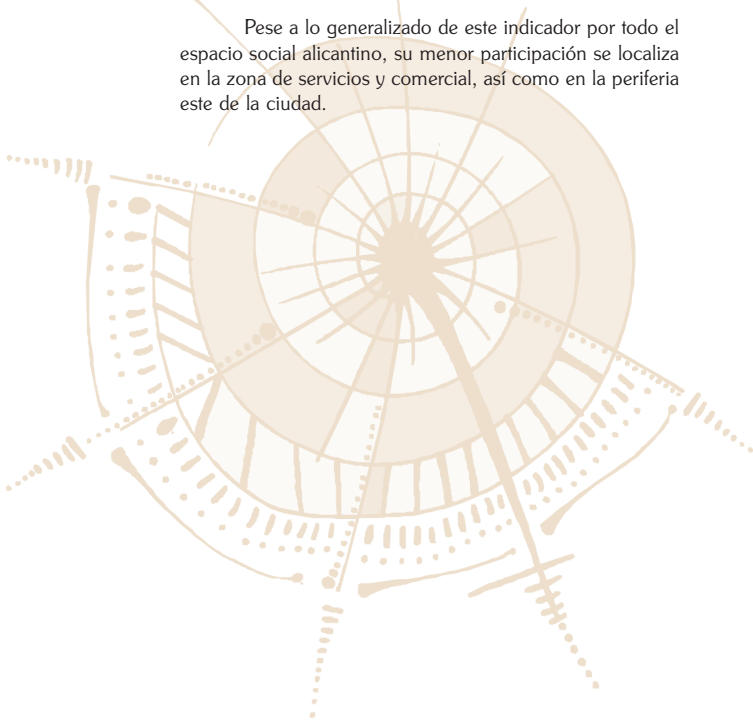 Pese a lo generalizado de este indicador por todo el
espacio social alicantino, su menor participación se localiza
en la zona de servicios y comercial, así como en la periferia
este de la ciudad.